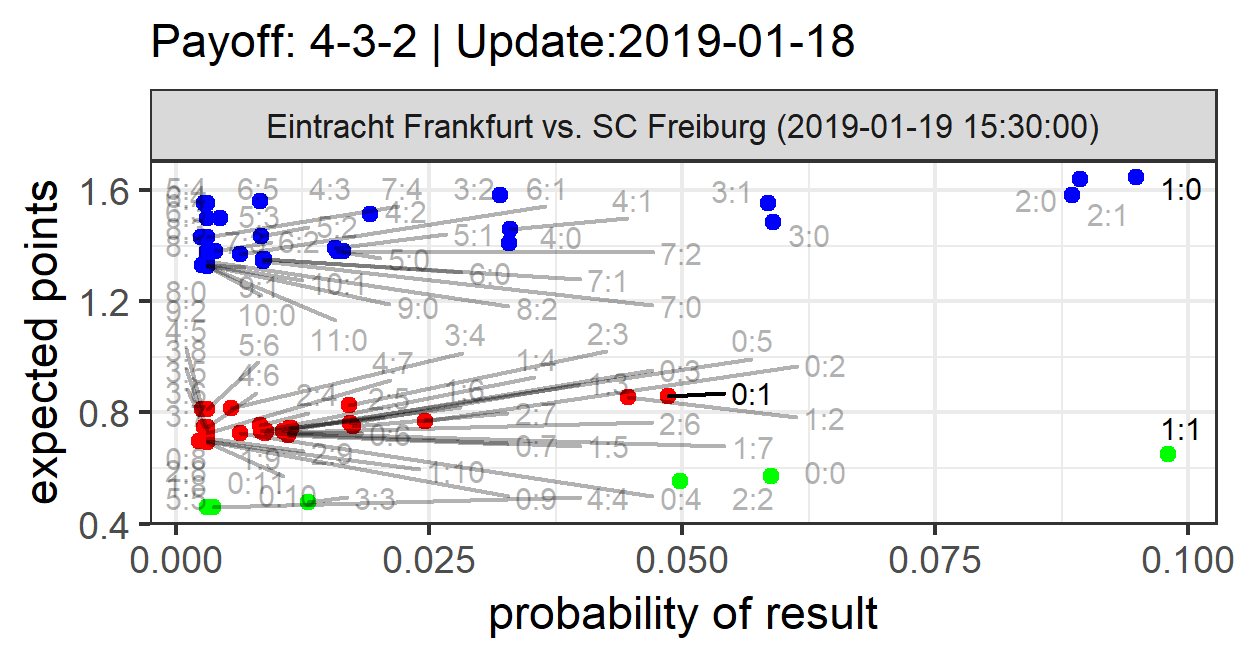 Payoff: 4-3-2 | Update:2019-01-18
Eintracht Frankfurt vs. SC Freiburg (2019-01-19 15:30:00)
expected points
1.6
1.2
0.8
0.4
5:4 6:5 4:3 7:4 3:2 6:1 4:1 3:1 2:0 2:1 1:0
5:3 5:2 4:2 5:1 4:0 3:0
6:2 5:0 6:0 7:2
8:0 9:1 10:1 7:1
9:2 10:0 9:0 8:2 7:0
4:5 11:0 2:3
5:6 3:4 0:5
4:6 4:7 1:4 0:3 0:2
2:4 2:5 1:6 1:3 0:1
0:6 2:7 2:6 1:2
1:1
0:8 1:9 2:9 0:7 1:5 1:7
0:11 1:10 0:0
5:5 0:10 3:3 0:9 4:4 0:4 2:2
0.000 0.025 0.050 0.075 0.100
probability of result